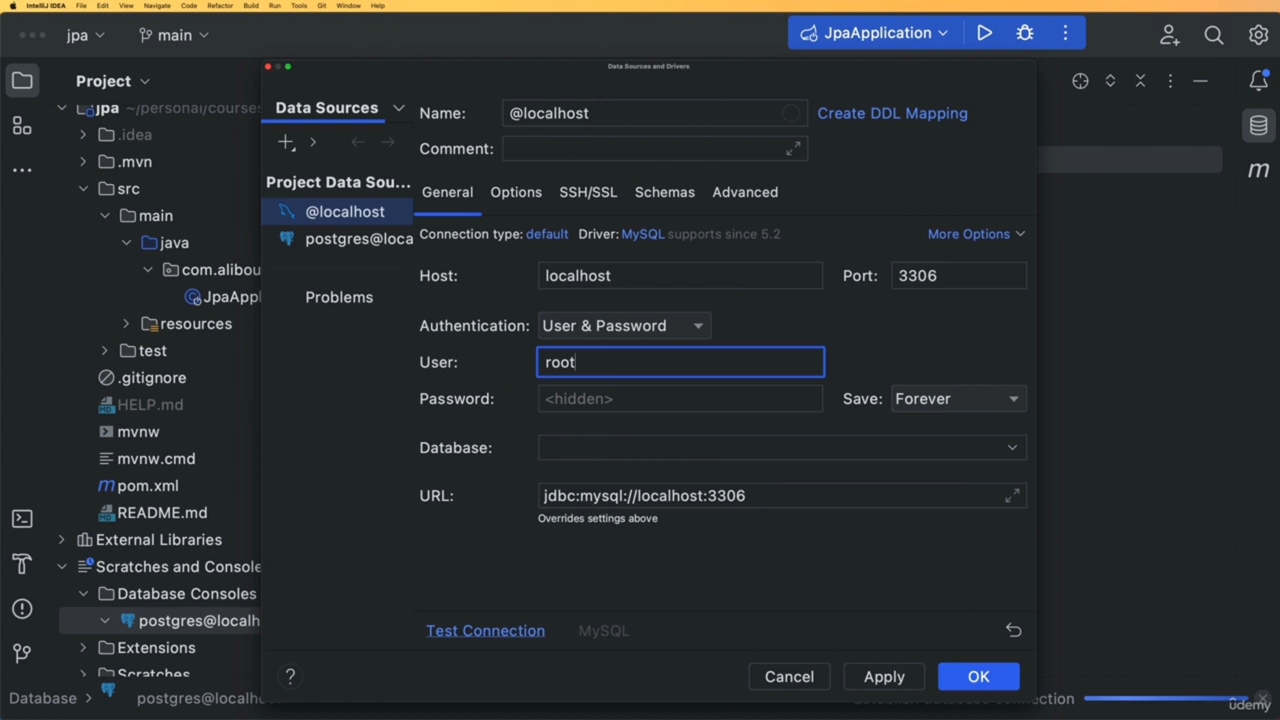 IntelliJ IDEA File Edit View Navigate Code Refactor Build Run Tools Git Window Help
jpa main JpaApplication
Data Sources and Drivers
Project
jpa ~/personal/course
.idea
.mvn
src
main
java
com.alibou
JpaAppl
resources
test
.gitignore
HELP.md
mvnw
mvnw.cmd
pom.xml
README.md
External Libraries
Scratches and Console
Database Consoles
postgres@localh
Extensions
Scratches
Data Sources
Project Data Sou...
@localhost
postgres@loca
Problems
Name: @localhost Create DDL Mapping
Comment:
General Options SSH/SSL Schemas Advanced
Connection type: default Driver: MySQL supports since 5.2 More Options
Host: localhost Port: 3306
Authentication: User & Password
User: root
Password: <hidden> Save: Forever
Database:
URL: jdbc:mysql://localhost:3306
Overrides settings above
Test Connection MySQL
? Cancel Apply OK
Database postgres@localho connection
udemy